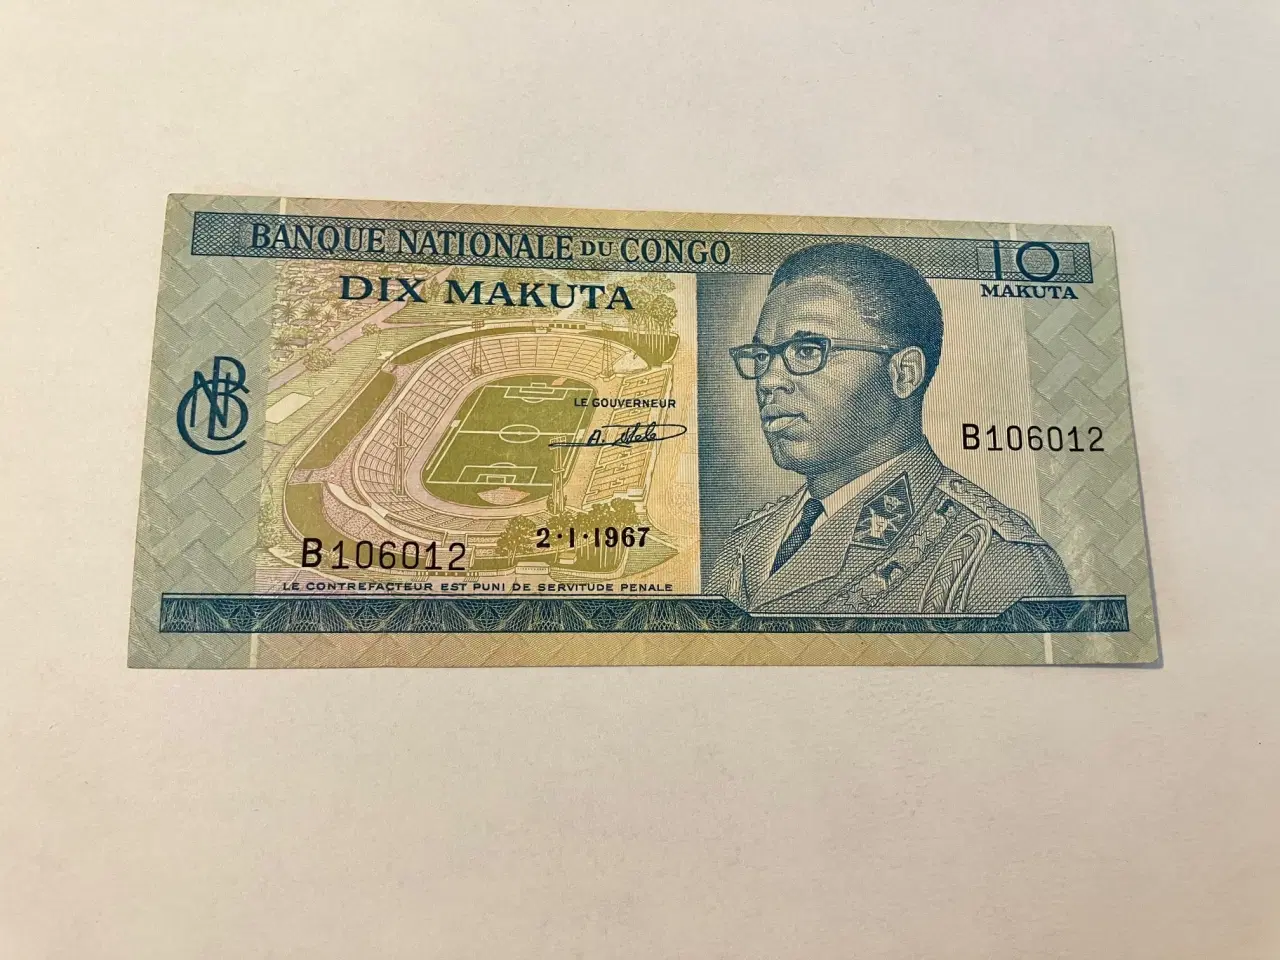 BANQUE NATIONALE DU CONGO
10
MAKUTA
DIX MAKUTA
BNC
LE GOUVERNEUR
B106012
2·1·1967
B106012
LE CONTREFACTEUR EST PUNI DE SERVITUDE PENALE